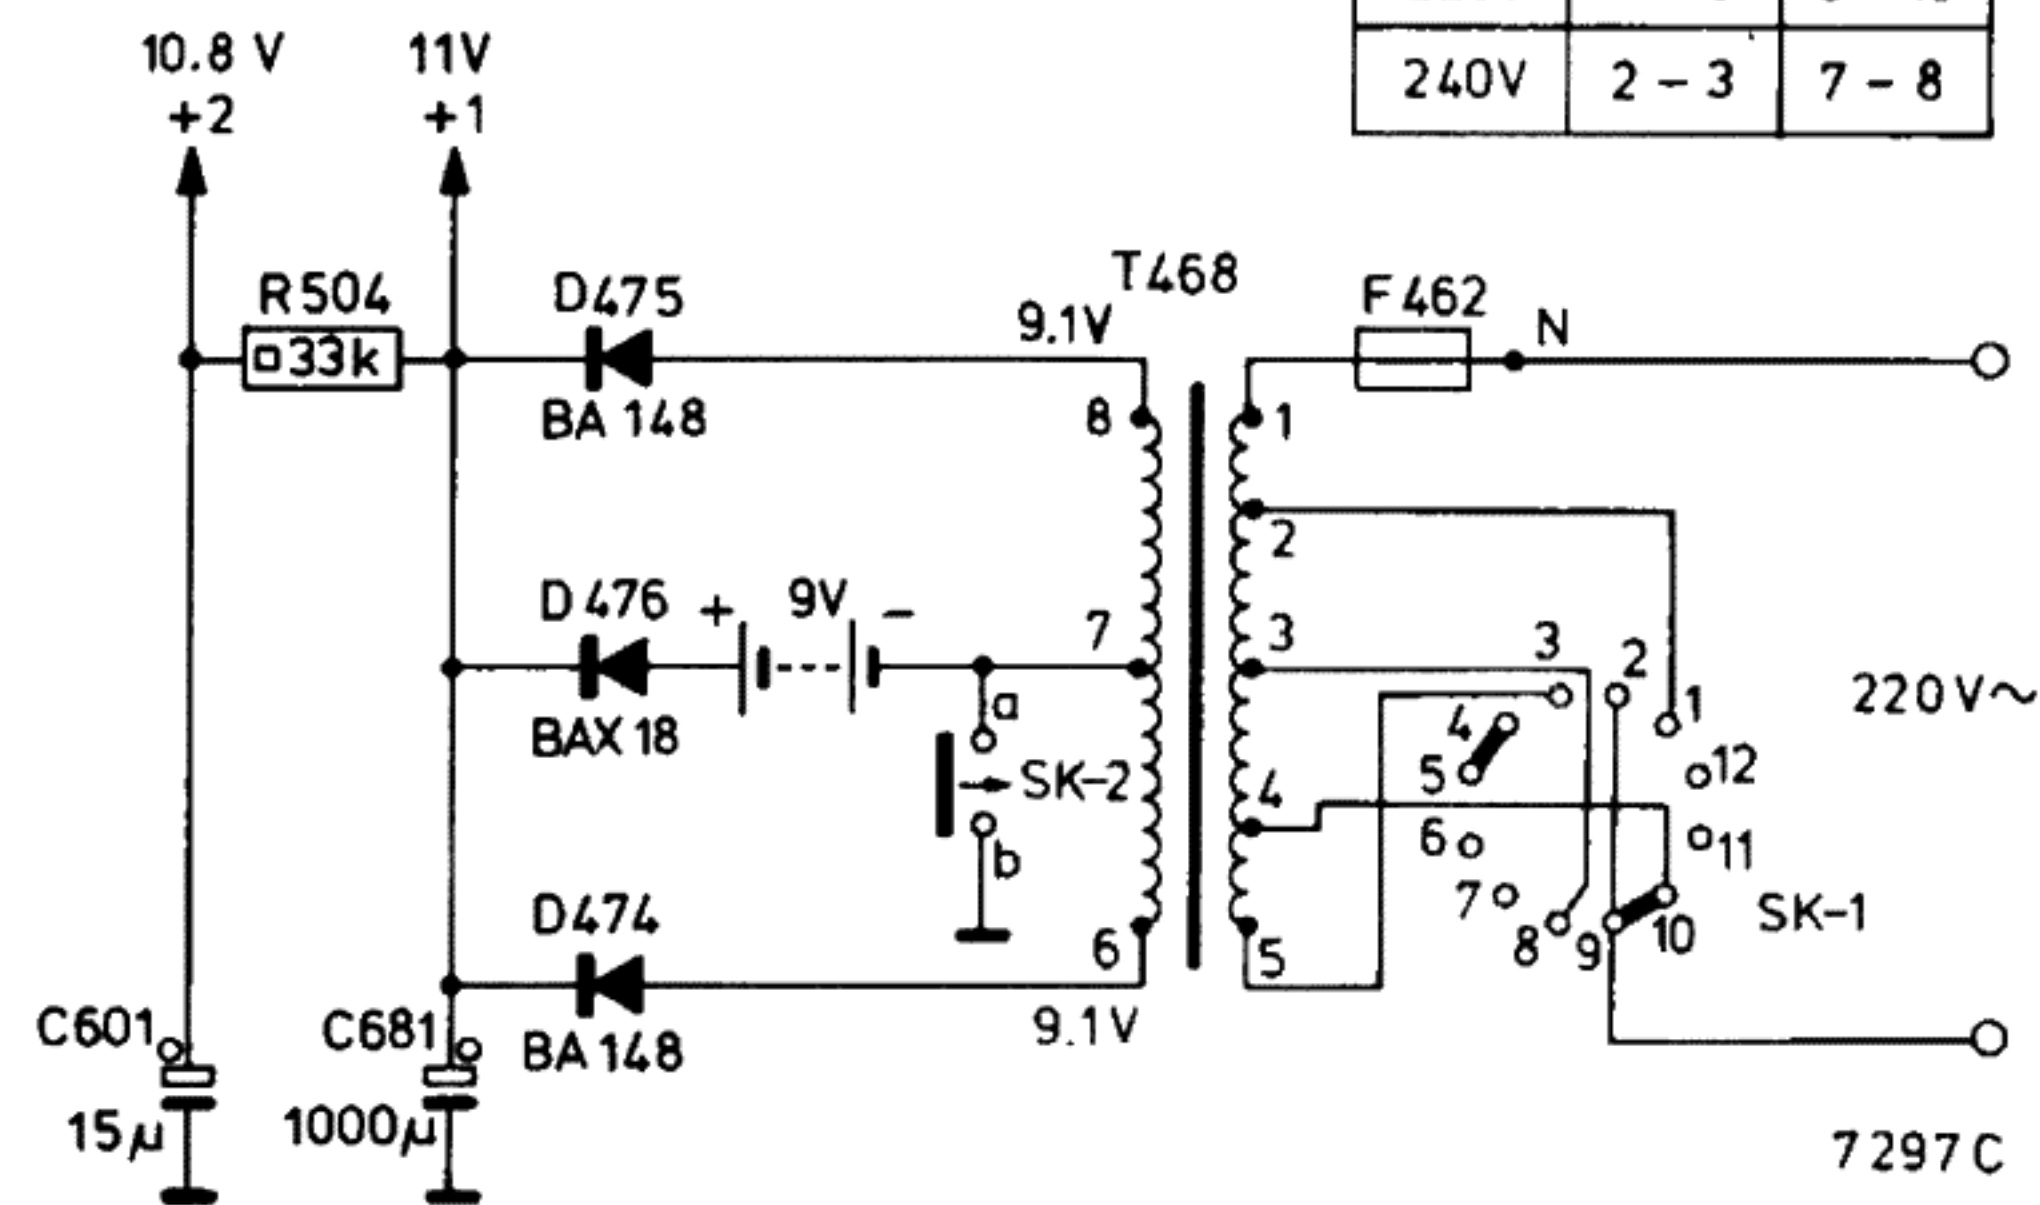 240V 2 – 3 7 – 8
10.8 V 11V
+2 +1
R504 D475 9.1V T468 F462 N
33k
BA 148
8 1
2
D476 + 9V – 7 3
BAX 18
a
SK–2
b
4
3 2 1
4
5
6
7
8 9 10
11
12
SK–1
220V~
D474 6 5
BA 148 9.1V
C601 C681
15µ 1000µ
7297C